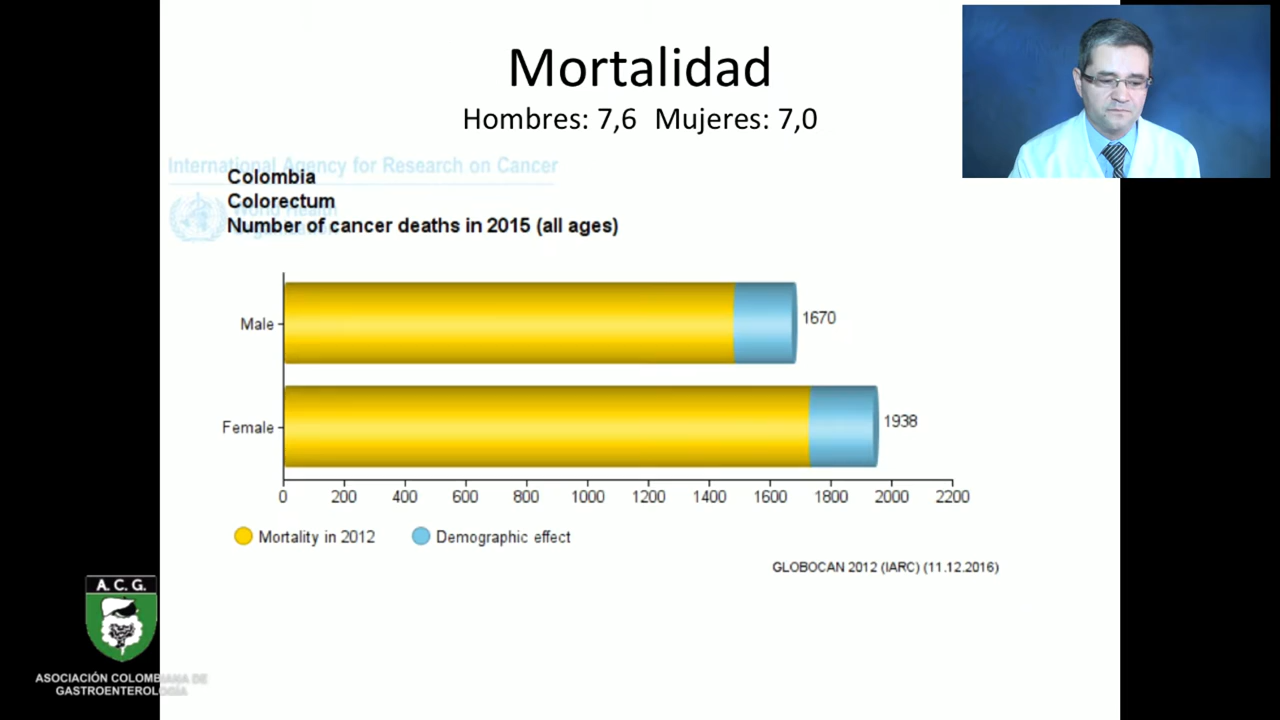 Mortalidad
Hombres: 7,6 Mujeres: 7,0
International Agency for Research on Cancer
Colombia
Colorectum
World Health
Number of cancer deaths in 2015 (all ages)
Male
1670
Female
1938
0 200 400 600 800 1000 1200 1400 1600 1800 2000 2200
Mortality in 2012 Demographic effect
GLOBOCAN 2012 (IARC) (11.12.2016)
A. C. G.
ASOCIACIÓN COLOMBIANA DE
GASTROENTEROLOGÍA